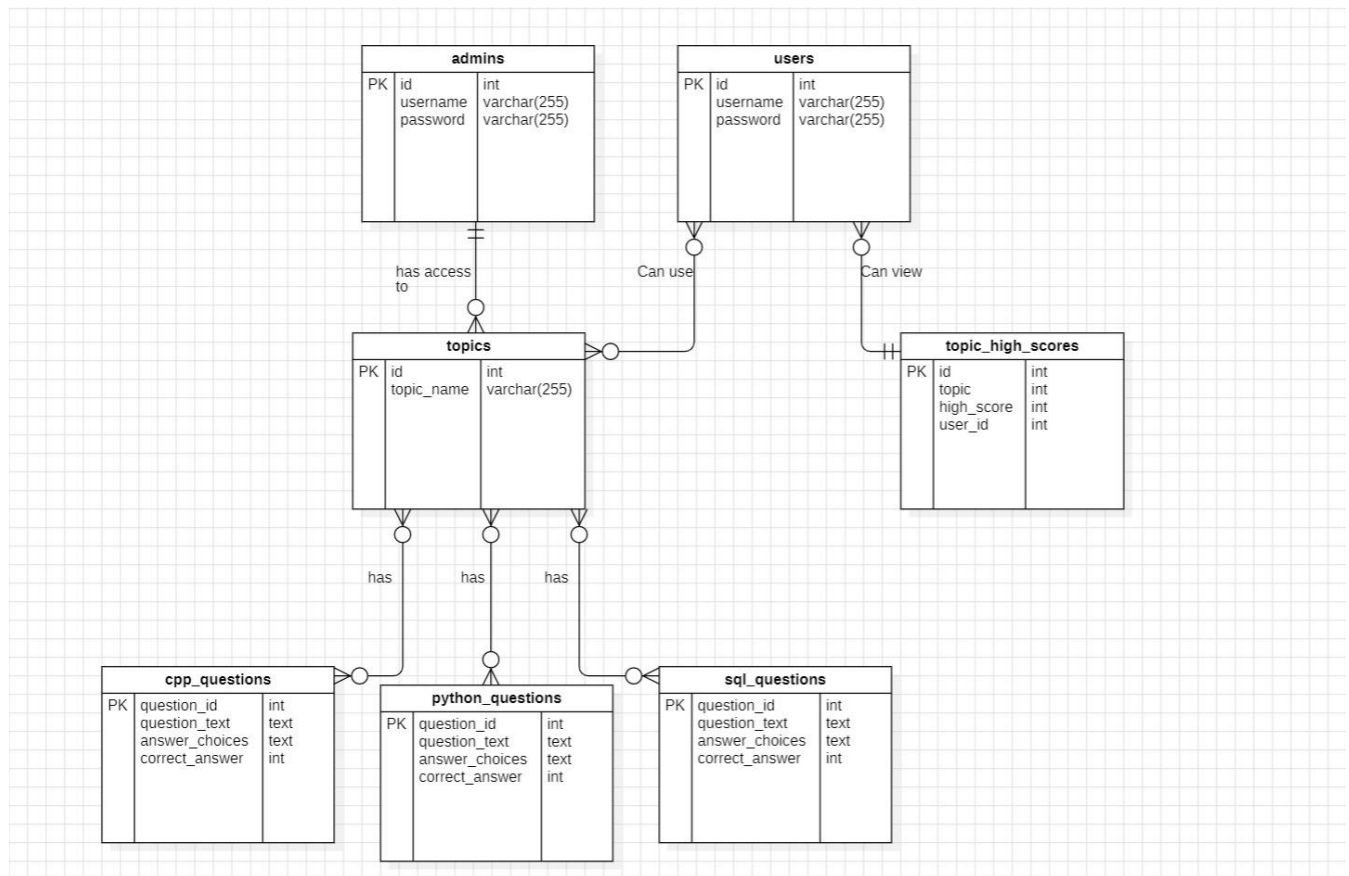 admins
PK id int
username varchar(255)
password varchar(255)
users
PK id int
username varchar(255)
password varchar(255)
has access
to
Can use
Can view
topics
PK id int
topic_name varchar(255)
topic_high_scores
PK id int
topic int
high_score int
user_id int
has
has
has
cpp_questions
PK question_id int
question_text text
answer_choices text
correct_answer int
python_questions
PK question_id int
question_text text
answer_choices text
correct_answer int
sql_questions
PK question_id int
question_text text
answer_choices text
correct_answer int